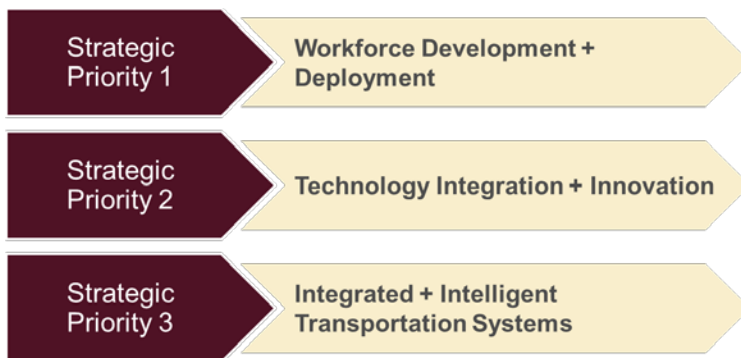 Strategic
Priority 1
Workforce Development +
Deployment
Strategic
Priority 2
Technology Integration + Innovation
Strategic
Priority 3
Integrated + Intelligent
Transportation Systems